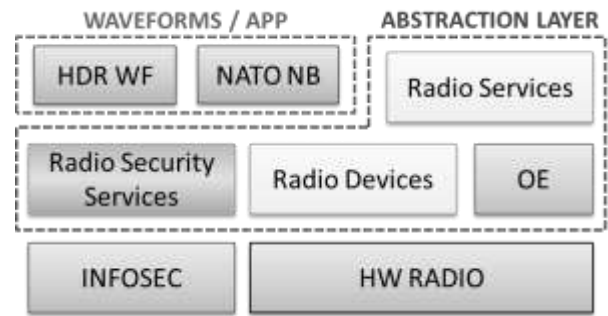 WAVEFORMS / APP
ABSTRACTION LAYER
HDR WF
NATO NB
Radio Services
Radio Security
Services
Radio Devices
OE
INFOSEC
HW RADIO